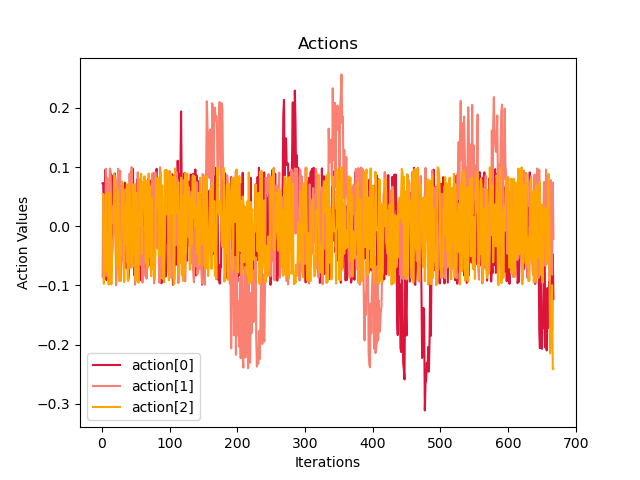 Actions
Action Values
0.2
0.1
0.0
−0.1
−0.2
−0.3
action[0]
action[1]
action[2]
0 100 200 300 400 500 600 700
Iterations